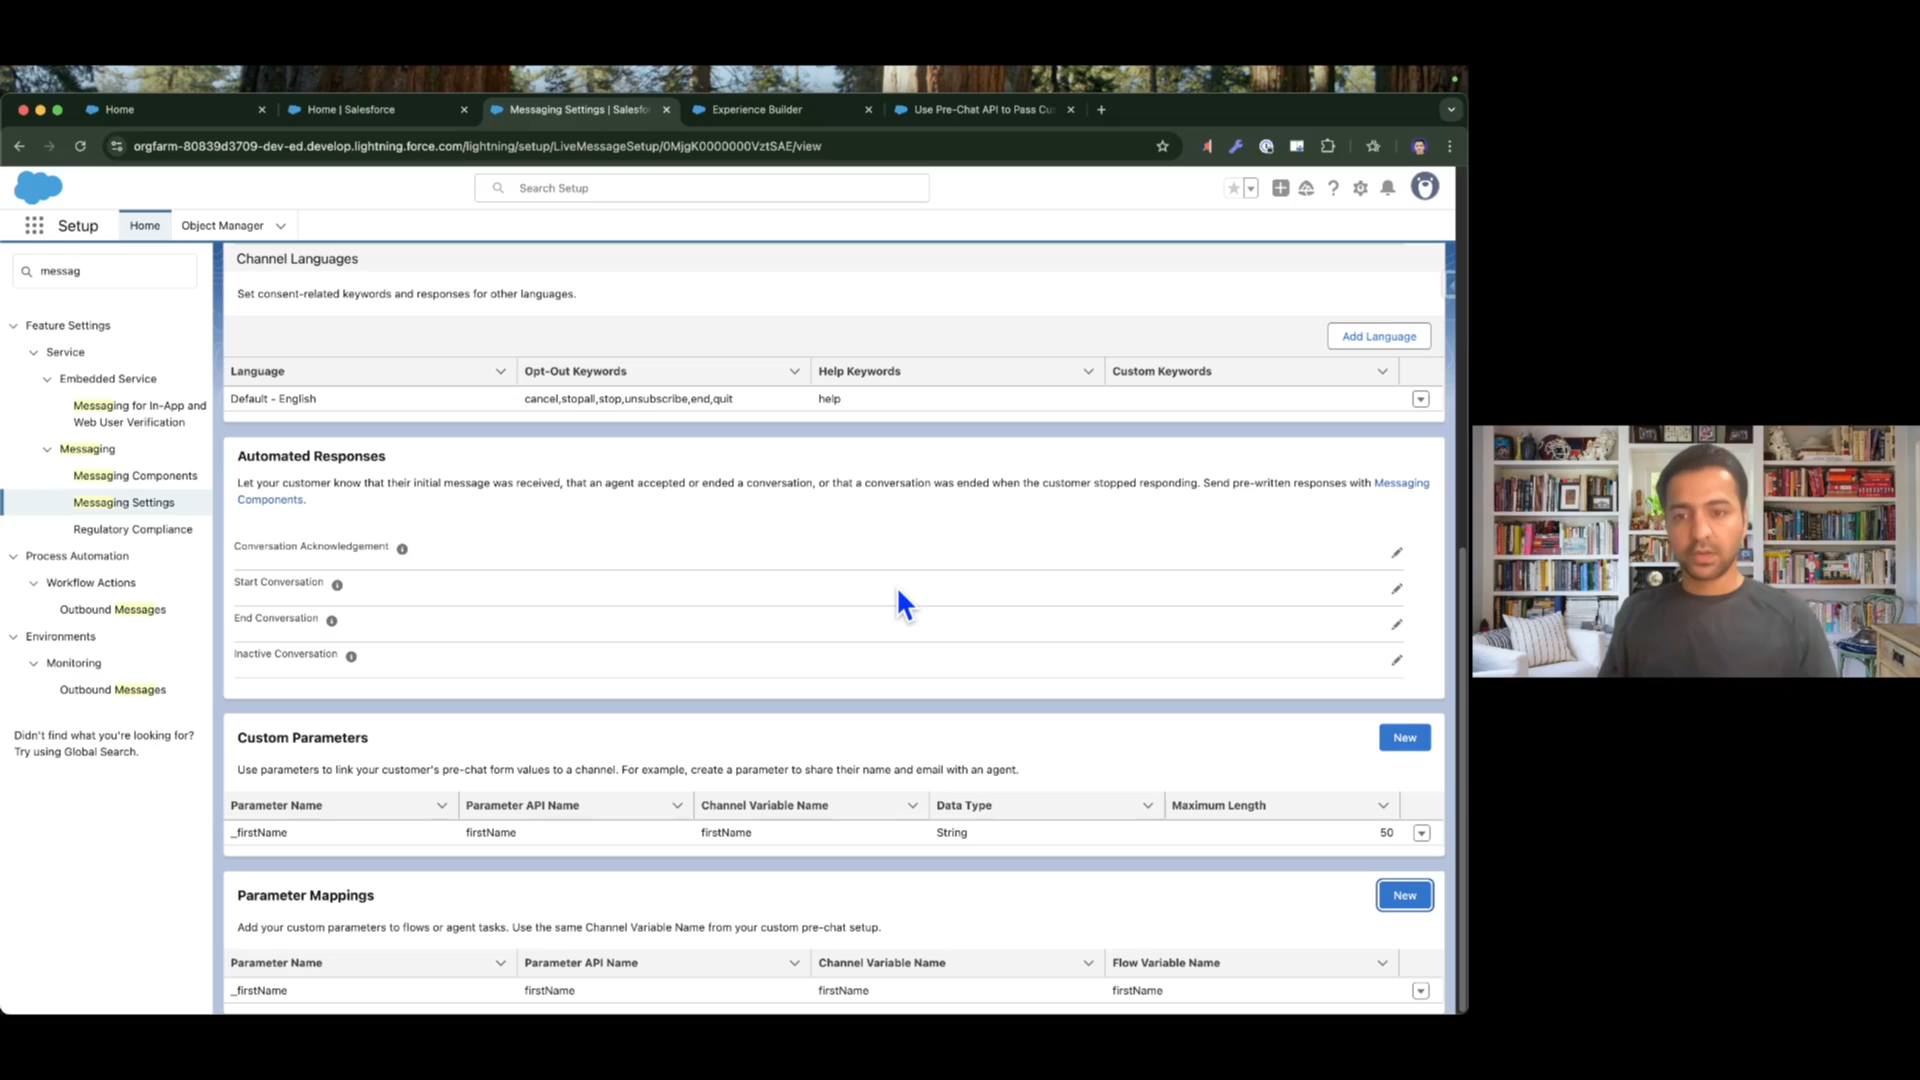 Home
Home | Salesforce
Messaging Settings | Salesfo
Experience Builder
Use Pre-Chat API to Pass Cu
orgfarm-80839d3709-dev-ed.develop.lightning.force.com/lightning/setup/LiveMessageSetup/0MjgK0000000VztSAE/view
Search Setup
Setup
Home
Object Manager
messag
Feature Settings
Service
Embedded Service
Messaging for In-App and
Web User Verification
Messaging
Messaging Components
Messaging Settings
Regulatory Compliance
Process Automation
Workflow Actions
Outbound Messages
Environments
Monitoring
Outbound Messages
Didn't find what you're looking for?
Try using Global Search.
Channel Languages
Set consent-related keywords and responses for other languages.
Add Language
Language Opt-Out Keywords Help Keywords Custom Keywords
Default - English cancel,stopall,stop,unsubscribe,end,quit help
Automated Responses
Let your customer know that their initial message was received, that an agent accepted or ended a conversation, or that a conversation was ended when the customer stopped responding. Send pre-written responses with Messaging
Components.
Conversation Acknowledgement
Start Conversation
End Conversation
Inactive Conversation
Custom Parameters
New
Use parameters to link your customer's pre-chat form values to a channel. For example, create a parameter to share their name and email with an agent.
Parameter Name Parameter API Name Channel Variable Name Data Type Maximum Length
_firstName firstName firstName String 50
Parameter Mappings
New
Add your custom parameters to flows or agent tasks. Use the same Channel Variable Name from your custom pre-chat setup.
Parameter Name Parameter API Name Channel Variable Name Flow Variable Name
_firstName firstName firstName firstName